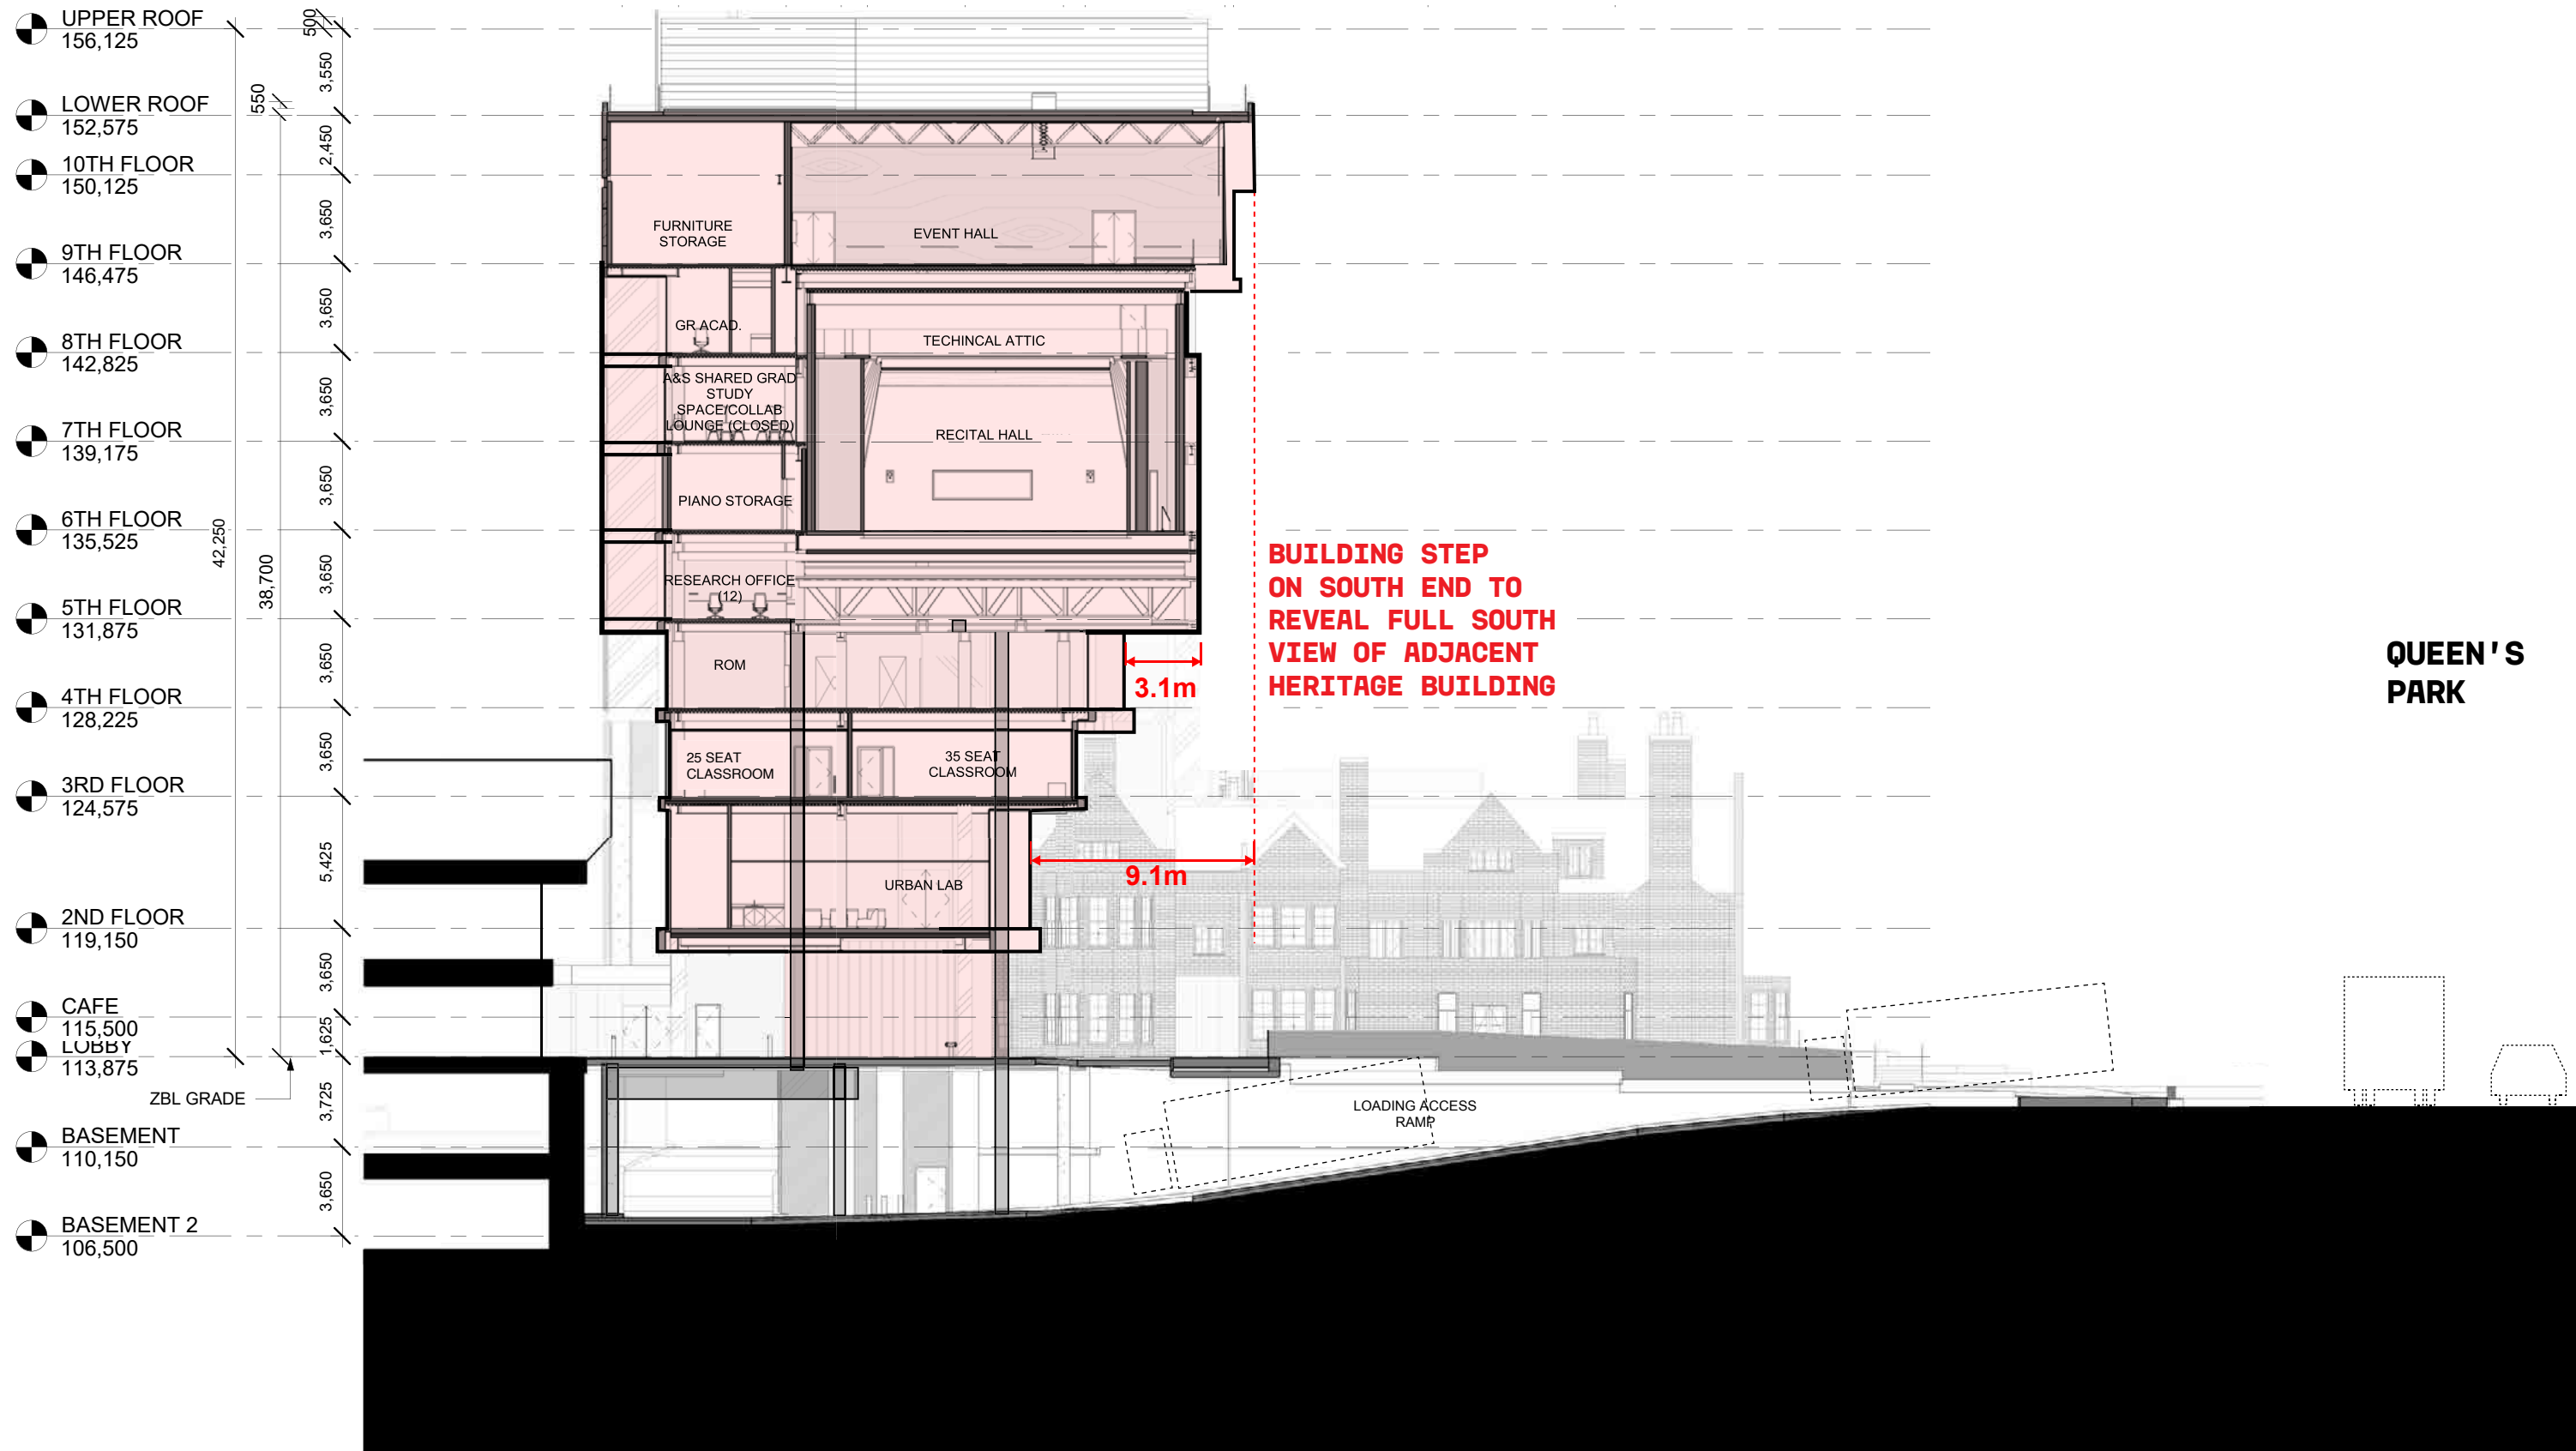 UPPER ROOF
156,125
LOWER ROOF
152,575
10TH FLOOR
150,125
9TH FLOOR
146,475
8TH FLOOR
142,825
7TH FLOOR
139,175
6TH FLOOR
135,525
5TH FLOOR
131,875
4TH FLOOR
128,225
3RD FLOOR
124,575
2ND FLOOR
119,150
CAFE
115,500
LOBBY
113,875
ZBL GRADE
BASEMENT
110,150
BASEMENT 2
106,500
42,250
550
38,700
500
3,550
2,450
3,650
3,650
3,650
3,650
3,650
3,650
3,650
5,425
3,650
1,625
3,725
3,650
FURNITURE
STORAGE
EVENT HALL
GR ACAD.
TECHINCAL ATTIC
A&S SHARED GRAD
STUDY
SPACE/COLLAB
LOUNGE (CLOSED)
RECITAL HALL
PIANO STORAGE
RESEARCH OFFICE
(12)
ROM
25 SEAT
CLASSROOM
35 SEAT
CLASSROOM
URBAN LAB
3.1m
9.1m
BUILDING STEP
ON SOUTH END TO
REVEAL FULL SOUTH
VIEW OF ADJACENT
HERITAGE BUILDING
QUEEN'S
PARK
LOADING ACCESS
RAMP